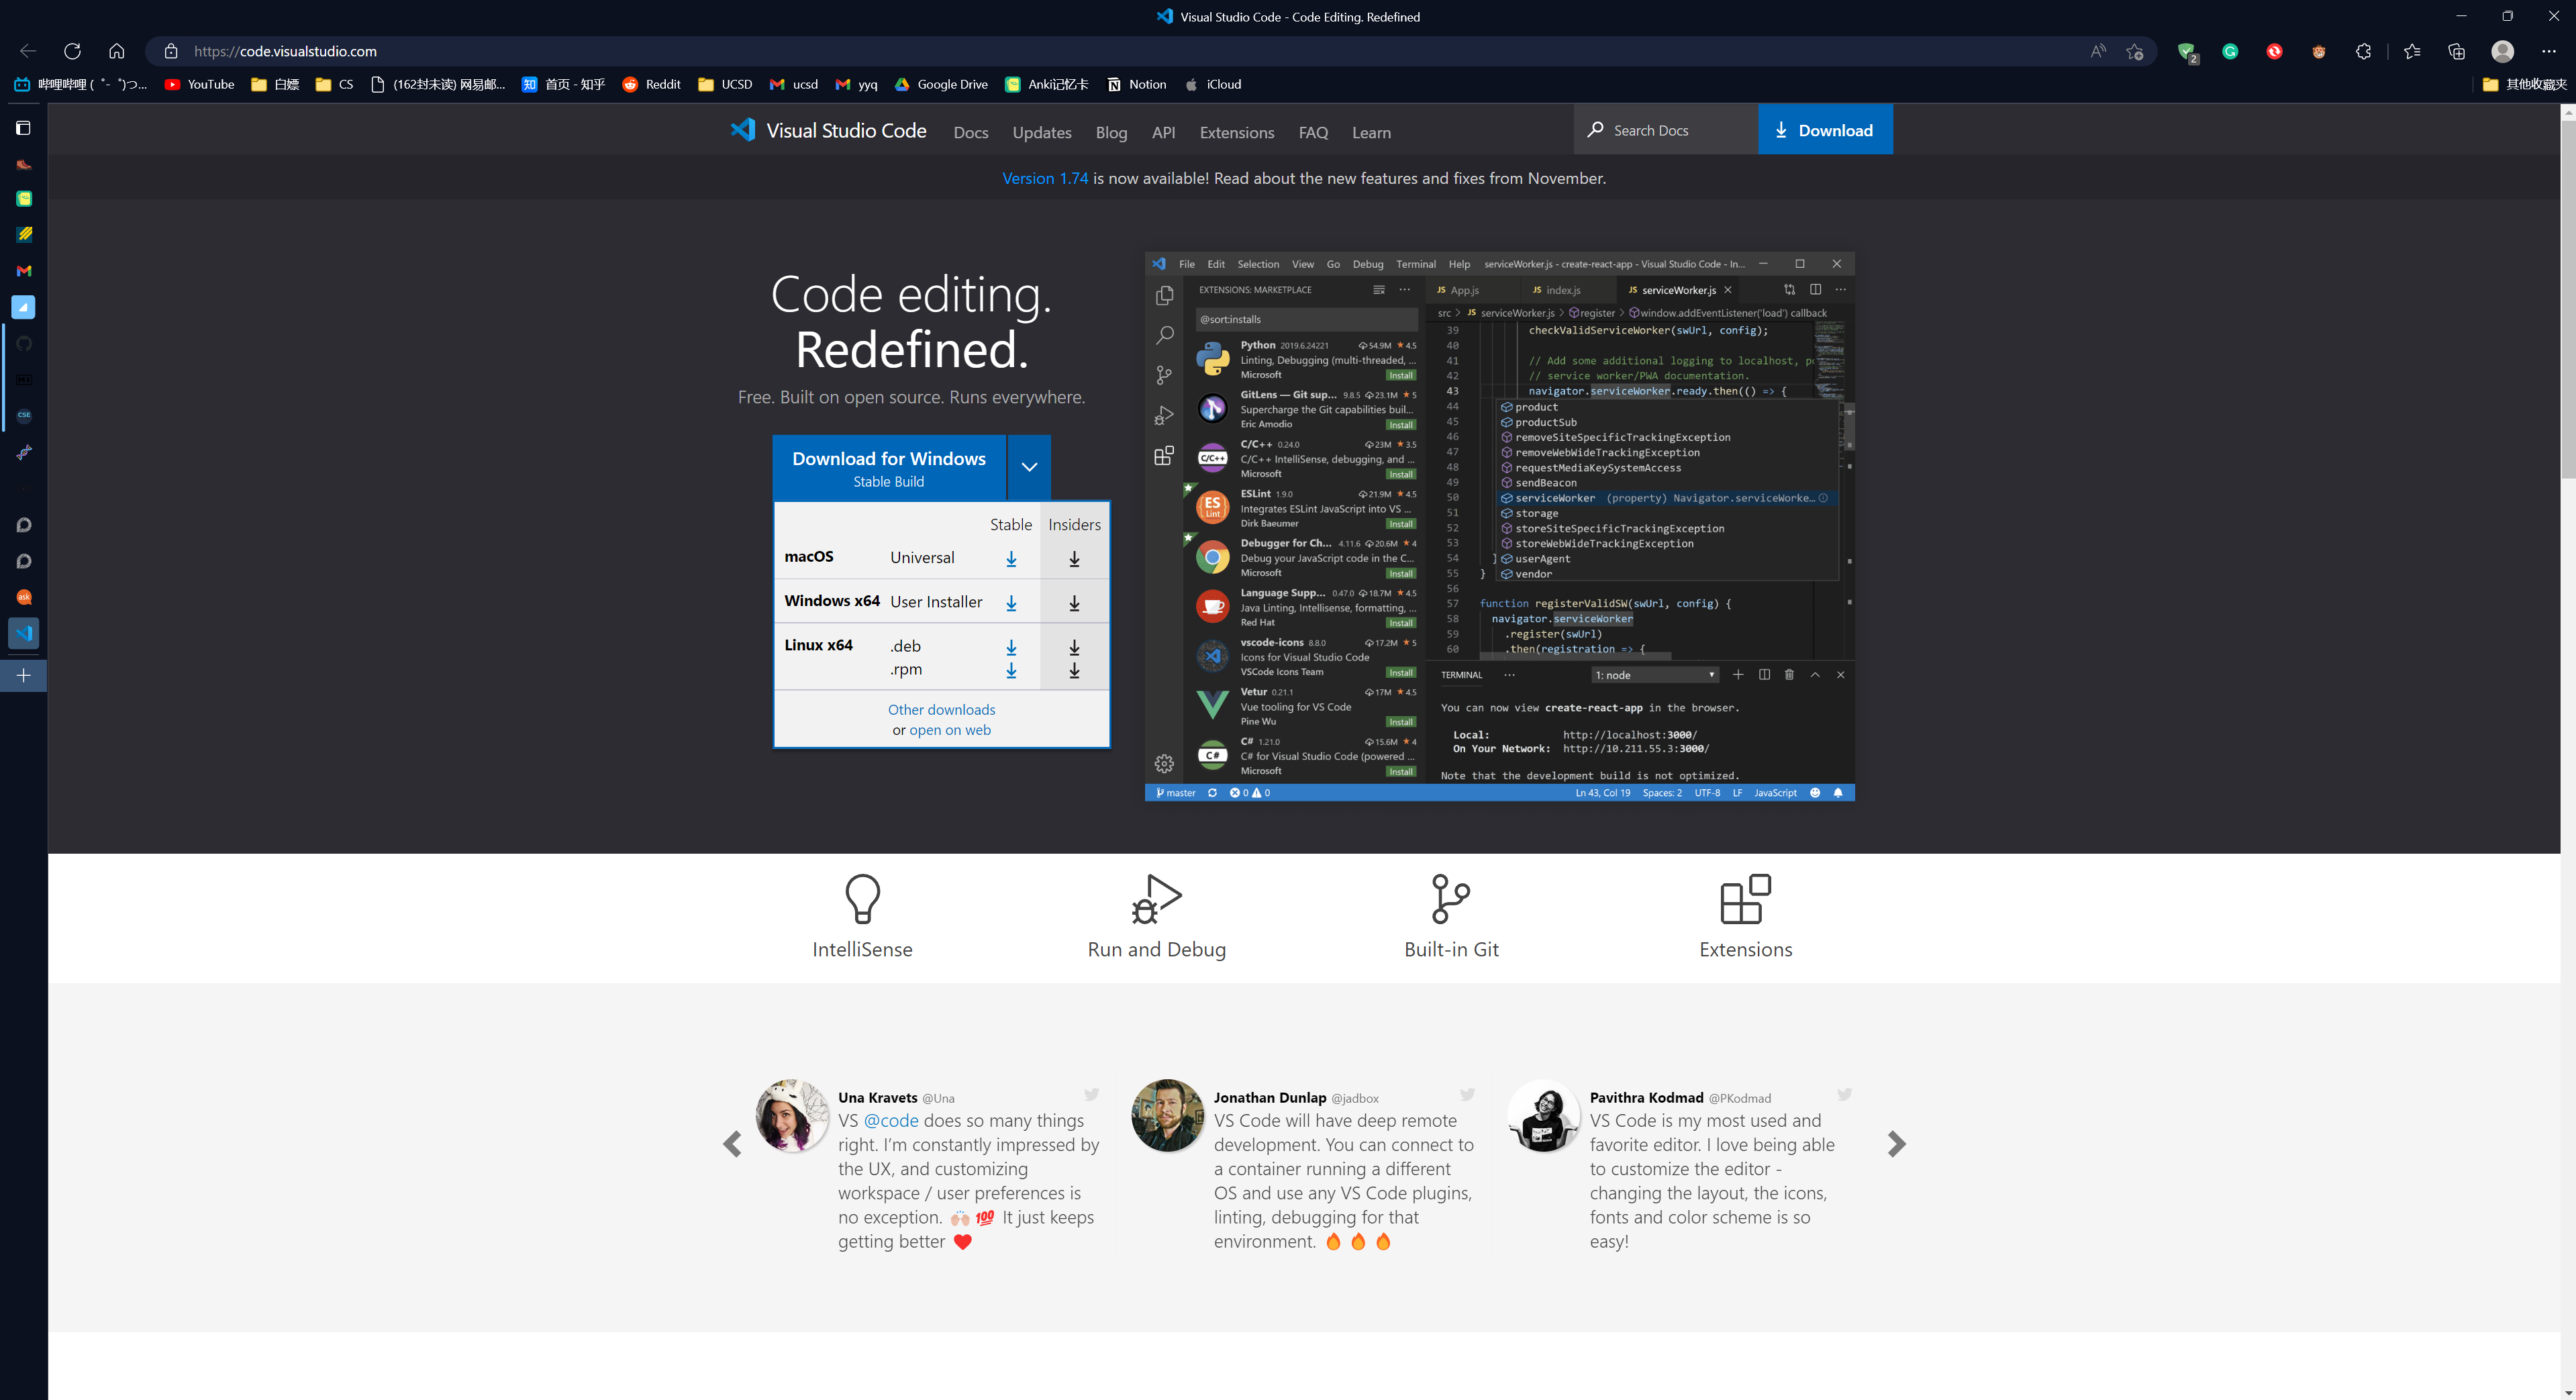 Visual Studio Code - Code Editing. Redefined
https://code.visualstudio.com
2
哔哩哔哩 (゜-゜)つ...
YouTube
白嫖
CS
(162封未读) 网易邮...
知 首页 - 知乎
Reddit
UCSD
ucsd
yyq
Google Drive
Anki记忆卡
Notion
iCloud
其他收藏夹
Visual Studio Code
Docs
Updates
Blog
API
Extensions
FAQ
Learn
Search Docs
Download
Version 1.74 is now available! Read about the new features and fixes from November.
CSE
ask
Code editing.
Redefined.
Free. Built on open source. Runs everywhere.
Download for Windows
Stable Build
Stable Insiders
macOS Universal
Windows x64 User Installer
Linux x64 .deb
.rpm
Other downloads
or open on web
File Edit Selection View Go Debug Terminal Help serviceWorker.js - create-react-app - Visual Studio Code - In...
EXTENSIONS: MARKETPLACE
@sort:installs
Python 2019.6.24221 54.9M ★ 4.5
Linting, Debugging (multi-threaded, ...
Microsoft Install
GitLens — Git sup... 9.8.5 23.1M ★ 5
Supercharge the Git capabilities buil...
Eric Amodio Install
C/C++
C/C++ 0.24.0 23M ★ 3.5
C/C++ IntelliSense, debugging, and ...
Microsoft Install
ES Lint
ESLint 1.9.0 21.9M ★ 4.5
Integrates ESLint JavaScript into VS ...
Dirk Baeumer Install
Debugger for Ch... 4.11.6 20.6M ★ 4
Debug your JavaScript code in the C...
Microsoft Install
Language Supp... 0.47.0 18.7M ★ 4.5
Java Linting, Intellisense, formatting, ...
Red Hat Install
vscode-icons 8.8.0 17.2M ★ 5
Icons for Visual Studio Code
VSCode Icons Team Install
Vetur 0.21.1 17M ★ 4.5
Vue tooling for VS Code
Pine Wu Install
C#
C# 1.21.0 15.6M ★ 4
C# for Visual Studio Code (powered ...
Microsoft Install
JS App.js
JS index.js
JS serviceWorker.js
src > JS serviceWorker.js > register > window.addEventListener('load') callback
39 checkValidServiceWorker(swUrl, config);
40
41 // Add some additional logging to localhost, p
42 // service worker/PWA documentation.
43 navigator.serviceWorker.ready.then(() => {
44 product
45 productSub
46 removeSiteSpecificTrackingException
47 removeWebWideTrackingException
48 requestMediaKeySystemAccess
49 sendBeacon
50 serviceWorker (property) Navigator.serviceWorke...
51 storage
52 storeSiteSpecificTrackingException
53 storeWebWideTrackingException
54 } userAgent
55 } vendor
56
57 function registerValidSW(swUrl, config) {
58 navigator.serviceWorker
59 .register(swUrl)
60 .then(registration => {
TERMINAL ... 1: node
You can now view create-react-app in the browser.
Local: http://localhost:3000/
On Your Network: http://10.211.55.3:3000/
Note that the development build is not optimized.
master 0 0 Ln 43, Col 19 Spaces: 2 UTF-8 LF JavaScript
IntelliSense
Run and Debug
Built-in Git
Extensions
Una Kravets @Una
VS @code does so many things
right. I’m constantly impressed by
the UX, and customizing
workspace / user preferences is
no exception. 🙌🏻 💯 It just keeps
getting better ❤️
Jonathan Dunlap @jadbox
VS Code will have deep remote
development. You can connect to
a container running a different
OS and use any VS Code plugins,
linting, debugging for that
environment. 🔥 🔥 🔥
Pavithra Kodmad @PKodmad
VS Code is my most used and
favorite editor. I love being able
to customize the editor -
changing the layout, the icons,
fonts and color scheme is so
easy!